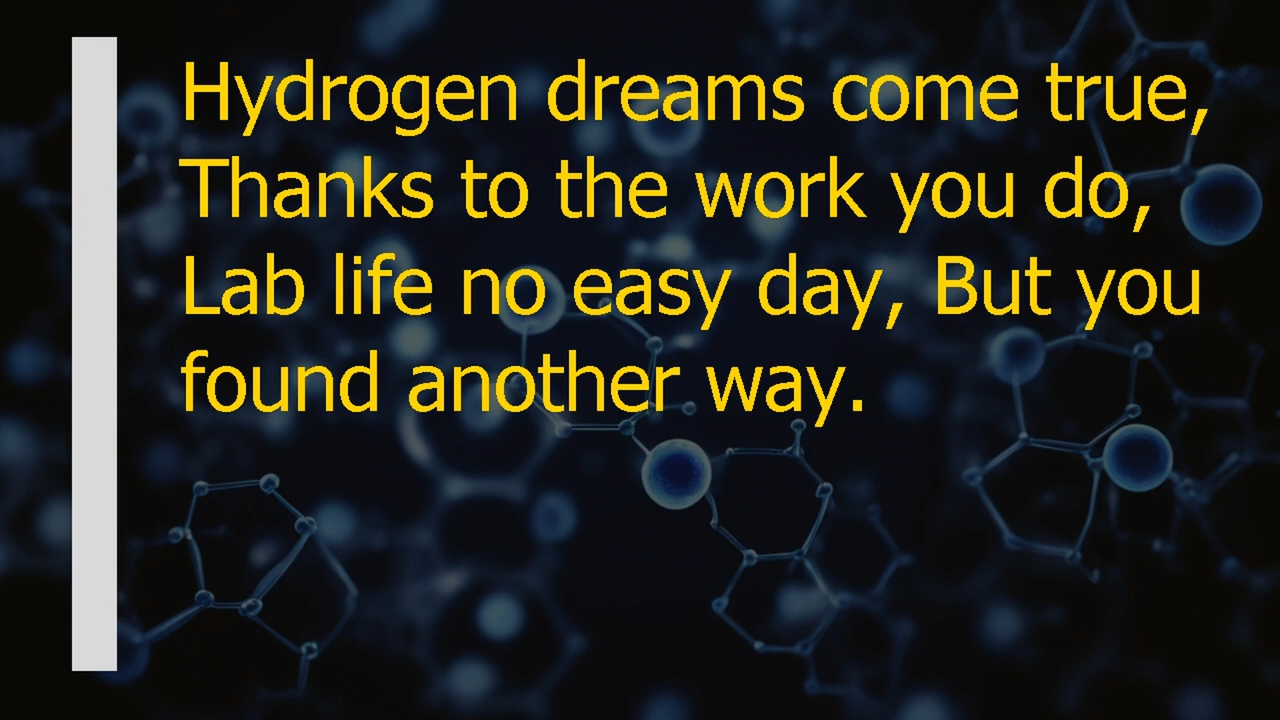 Hydrogen dreams come true,
Thanks to the work you do,
Lab life no easy day, But you
found another way.